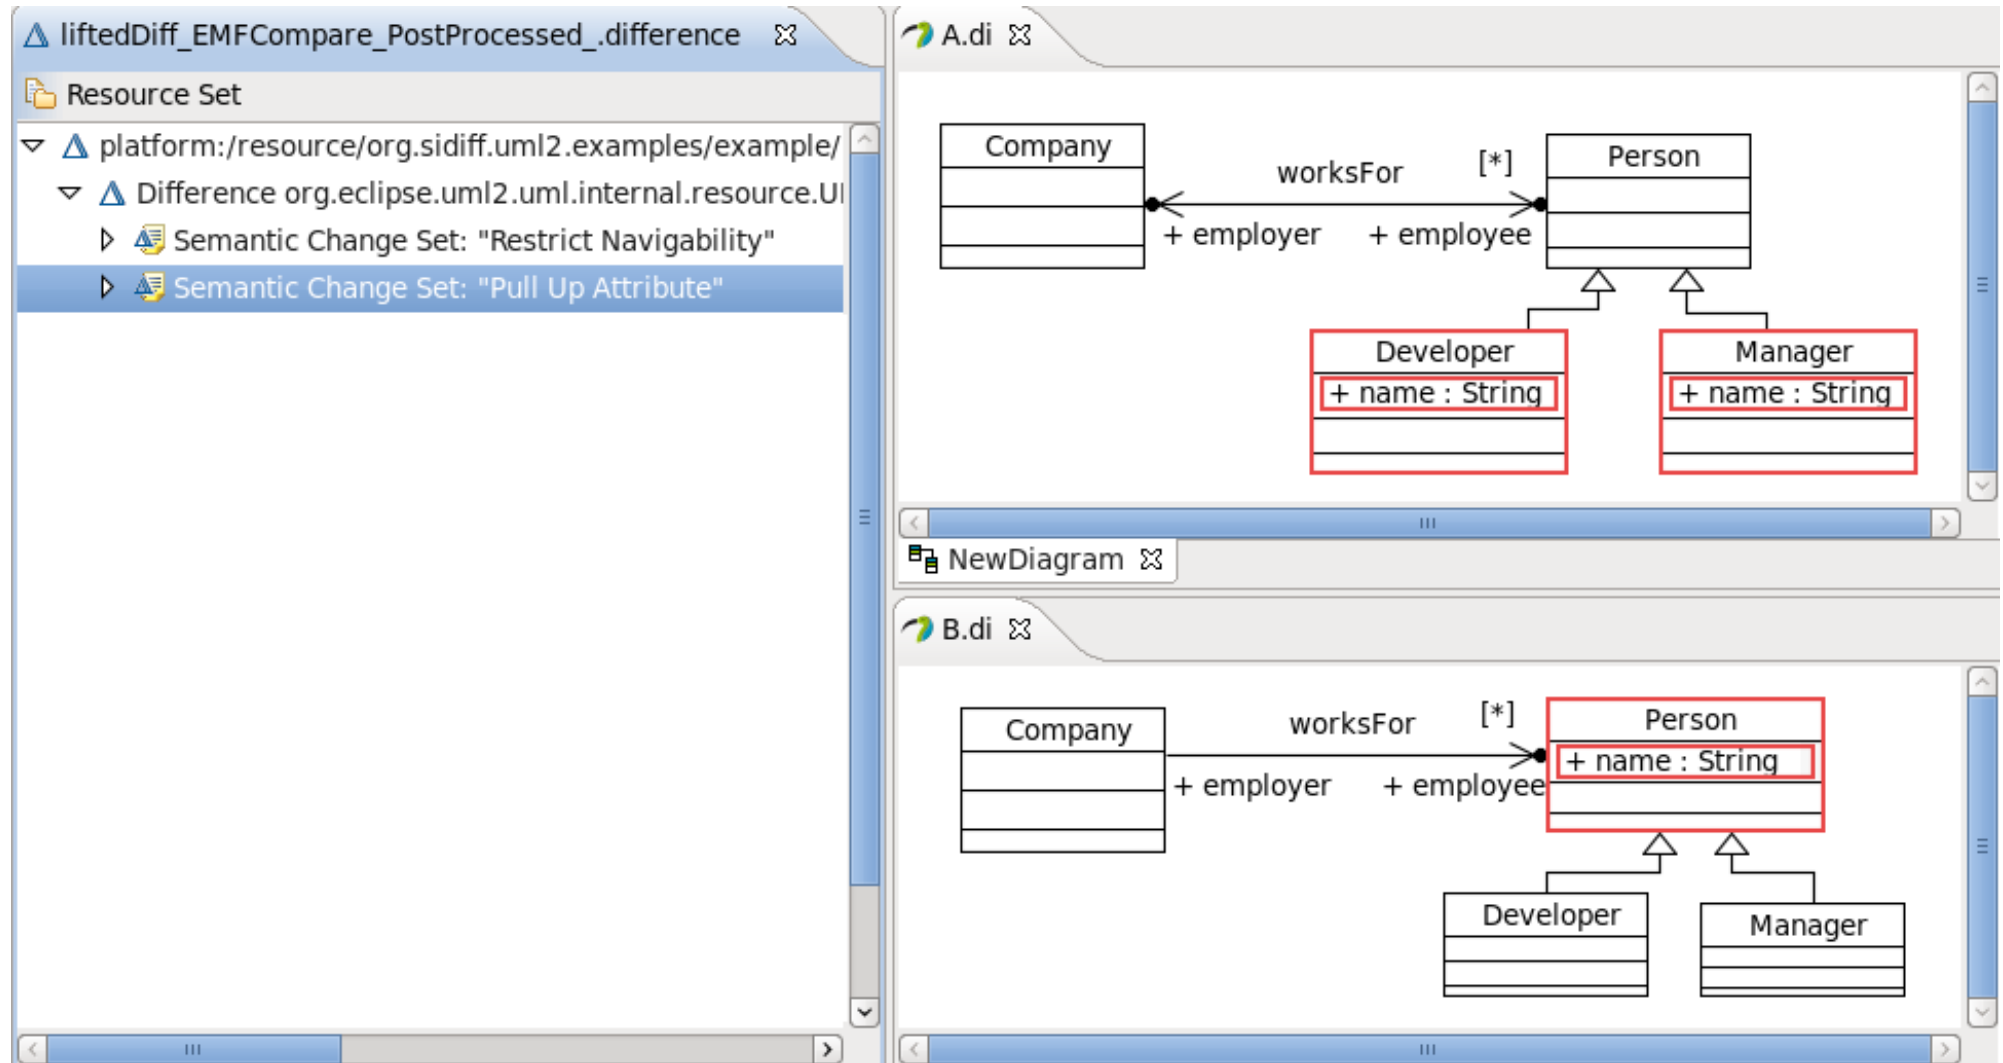 liftedDiff_EMFCompare_PostProcessed_.difference
Resource Set
platform:/resource/org.sidiff.uml2.examples/example/
Difference org.eclipse.uml2.uml.internal.resource.UI
Semantic Change Set: "Restrict Navigability"
Semantic Change Set: "Pull Up Attribute"
A.di
Company
worksFor
[*]
Person
+ employer
+ employee
Developer
+ name : String
Manager
+ name : String
NewDiagram
B.di
Company
worksFor
[*]
Person
+ name : String
+ employer
+ employee
Developer
Manager